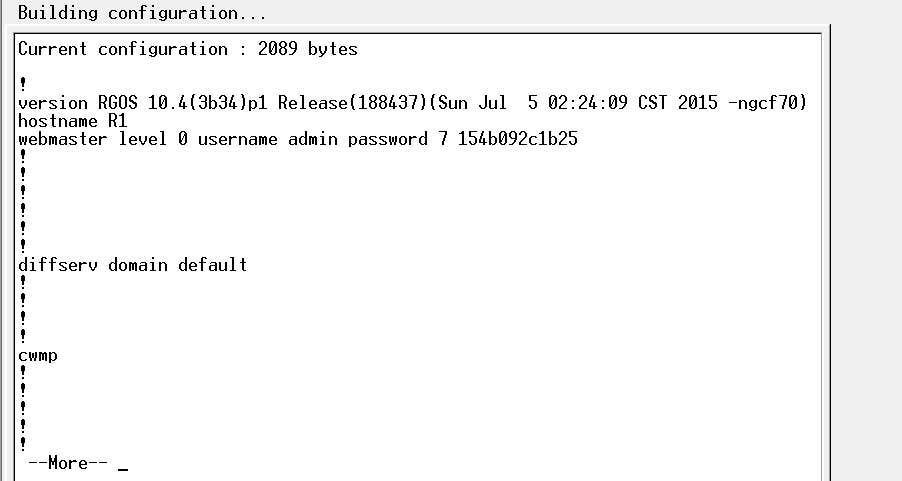 Building configuration...
Current configuration : 2089 bytes
!
version RGOS 10.4(3b34)p1 Release(188437)(Sun Jul  5 02:24:09 CST 2015 -ngcf70)
hostname R1
webmaster level 0 username admin password 7 154b092c1b25
!
!
!
!
!
!
diffserv domain default
!
!
!
!
cwmp
!
!
!
!
!
--More-- _